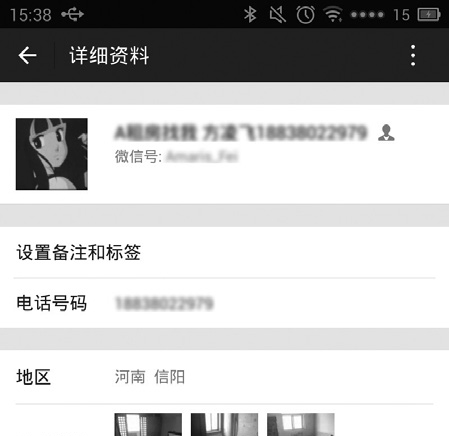 15:38 15
详细资料
微信号:
设置备注和标签
电话号码
地区 河南 信阳